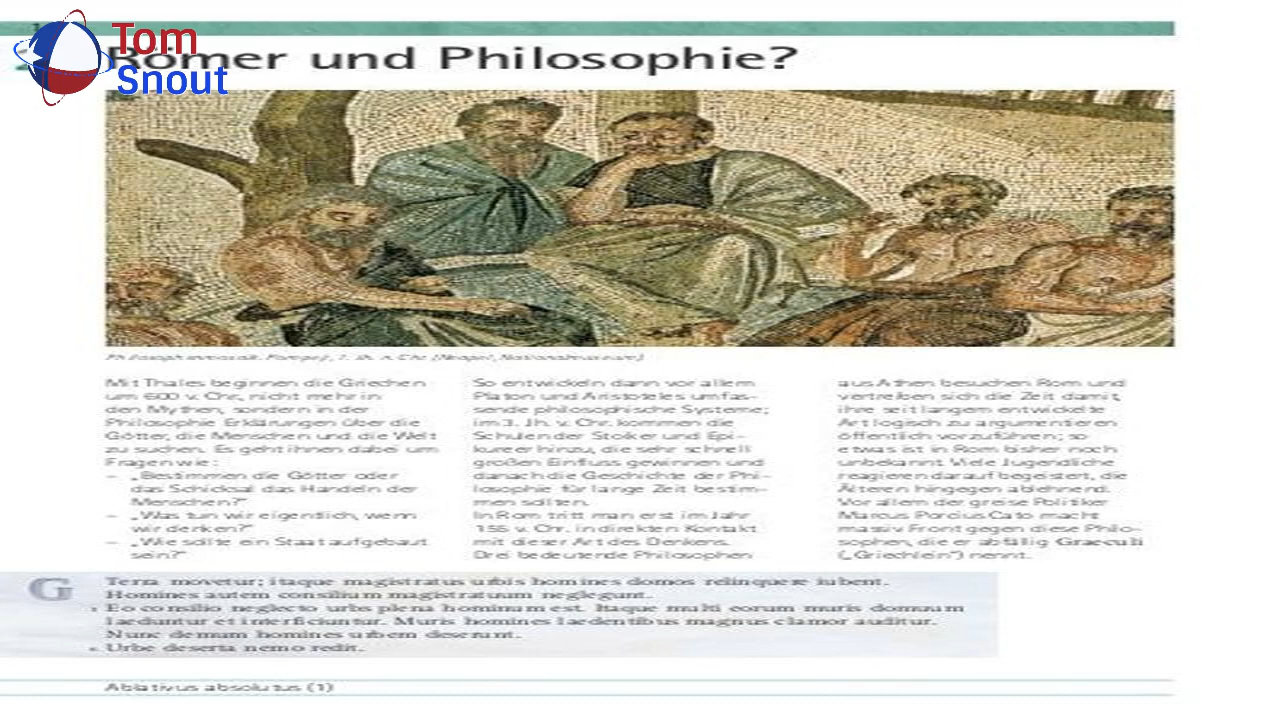 Tom
Snout
Römer und Philosophie?
Philosophenmosaik. Pompeji, 1. Jh. n. Chr. (Neapel, Nationalmuseum)
Mit Thales beginnen die Griechen
um 600 v. Chr., nicht mehr in
den Mythen, sondern in der
Philosophie Erklärungen über die
Götter, die Menschen und die Welt
zu suchen. Es geht ihnen dabei um
Fragen wie:
– „Bestimmen die Götter oder
das Schicksal das Handeln der
Menschen?“
– „Was tun wir eigentlich, wenn
wir denken?“
– „Wie sollte ein Staat aufgebaut
sein?“
So entwickeln dann vor allem
Platon und Aristoteles umfas-
sende philosophische Systeme;
im 3. Jh. v. Chr. kommen die
Schulen der Stoiker und Epi-
kureer hinzu, die sehr schnell
großen Einfluss gewinnen und
danach die Geschichte der Phi-
losophie für lange Zeit bestim-
men sollten.
In Rom tritt man erst im Jahr
156 v. Chr. in direkten Kontakt
mit dieser Art des Denkens.
Drei bedeutende Philosophen
aus Athen besuchen Rom und
vertreiben sich die Zeit damit,
ihre seit langem entwickelte
Art logisch zu argumentieren
öffentlich vorzuführen; so
etwas ist in Rom bisher noch
unbekannt. Viele Jugendliche
reagieren darauf begeistert, die
Älteren hingegen ablehnend.
Vor allem der greise Politiker
Marcus Porcius Cato macht
massiv Front gegen diese Philo-
sophen, die er abfällig Graeculi
(„Griechlein“) nennt.
G
Terra movetur; itaque magistratus urbis homines domos relinquere iubent.
Homines autem consilium magistratuum neglegunt.
Eo consilio neglecto urbs plena hominum est. Itaque multi eorum muris domuum
laeduntur et interficiuntur. Muris homines laedentibus magnus clamor auditur.
Nunc demum homines urbem deserunt.
Urbe deserta nemo redit.
Ablativus absolutus (1)